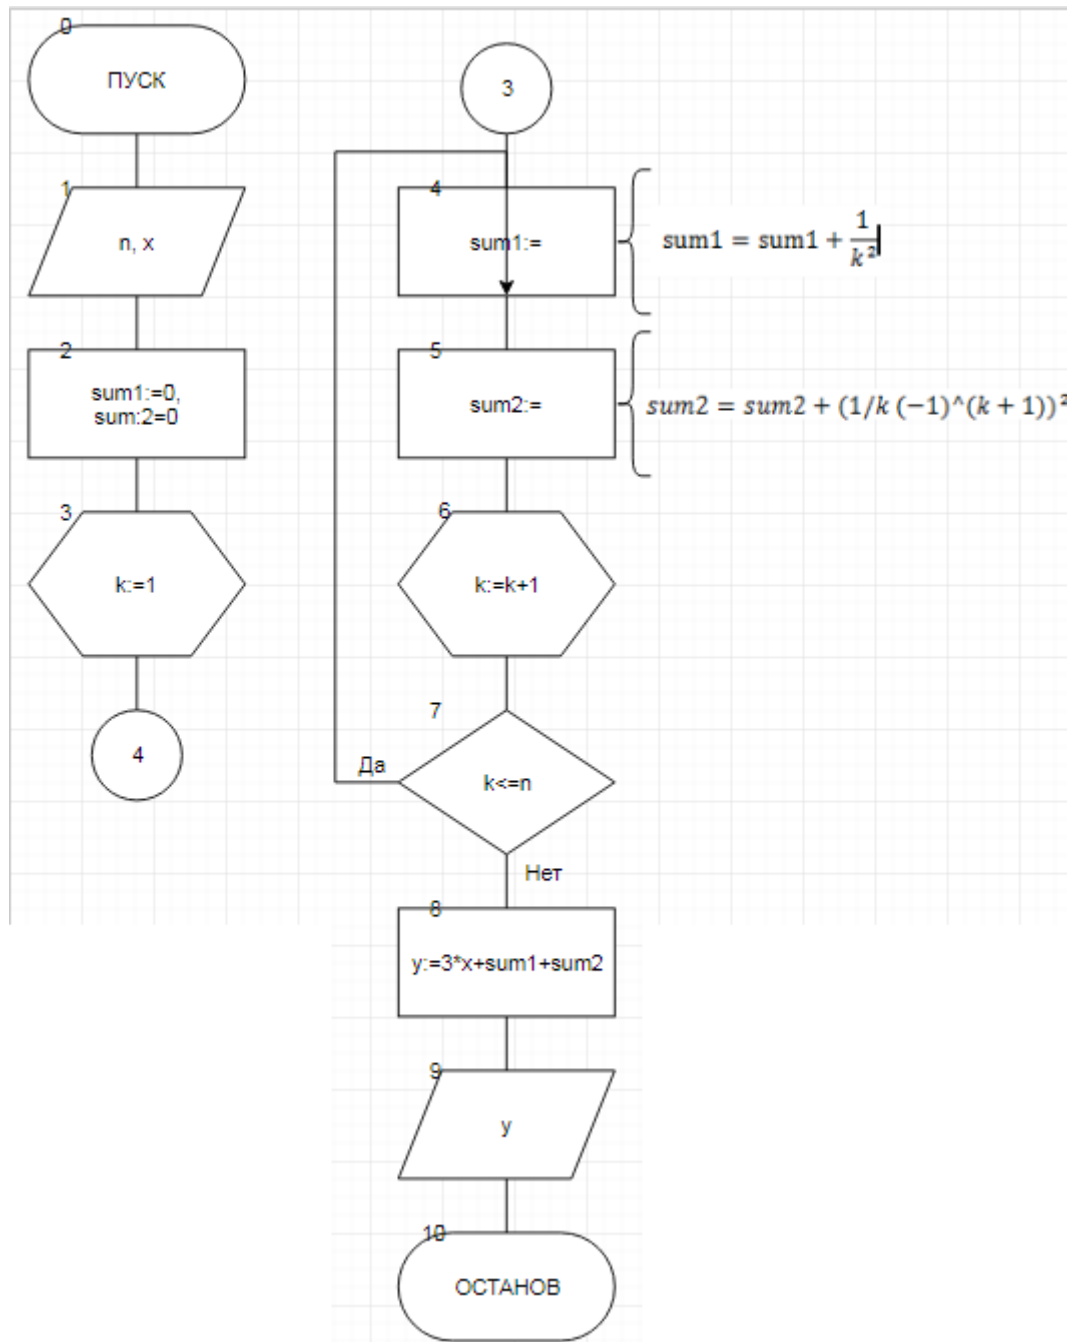 0
ПУСК
1
n, x
2
sum1:=0,
sum:2=0
3
k:=1
4
3
4
sum1:=
sum1 = sum1 + 1/k²
5
sum2:=
sum2 = sum2 + (1/k (−1)^(k + 1))²
6
k:=k+1
7
k<=n
Да
Нет
8
y:=3*x+sum1+sum2
9
y
10
ОСТАНОВ